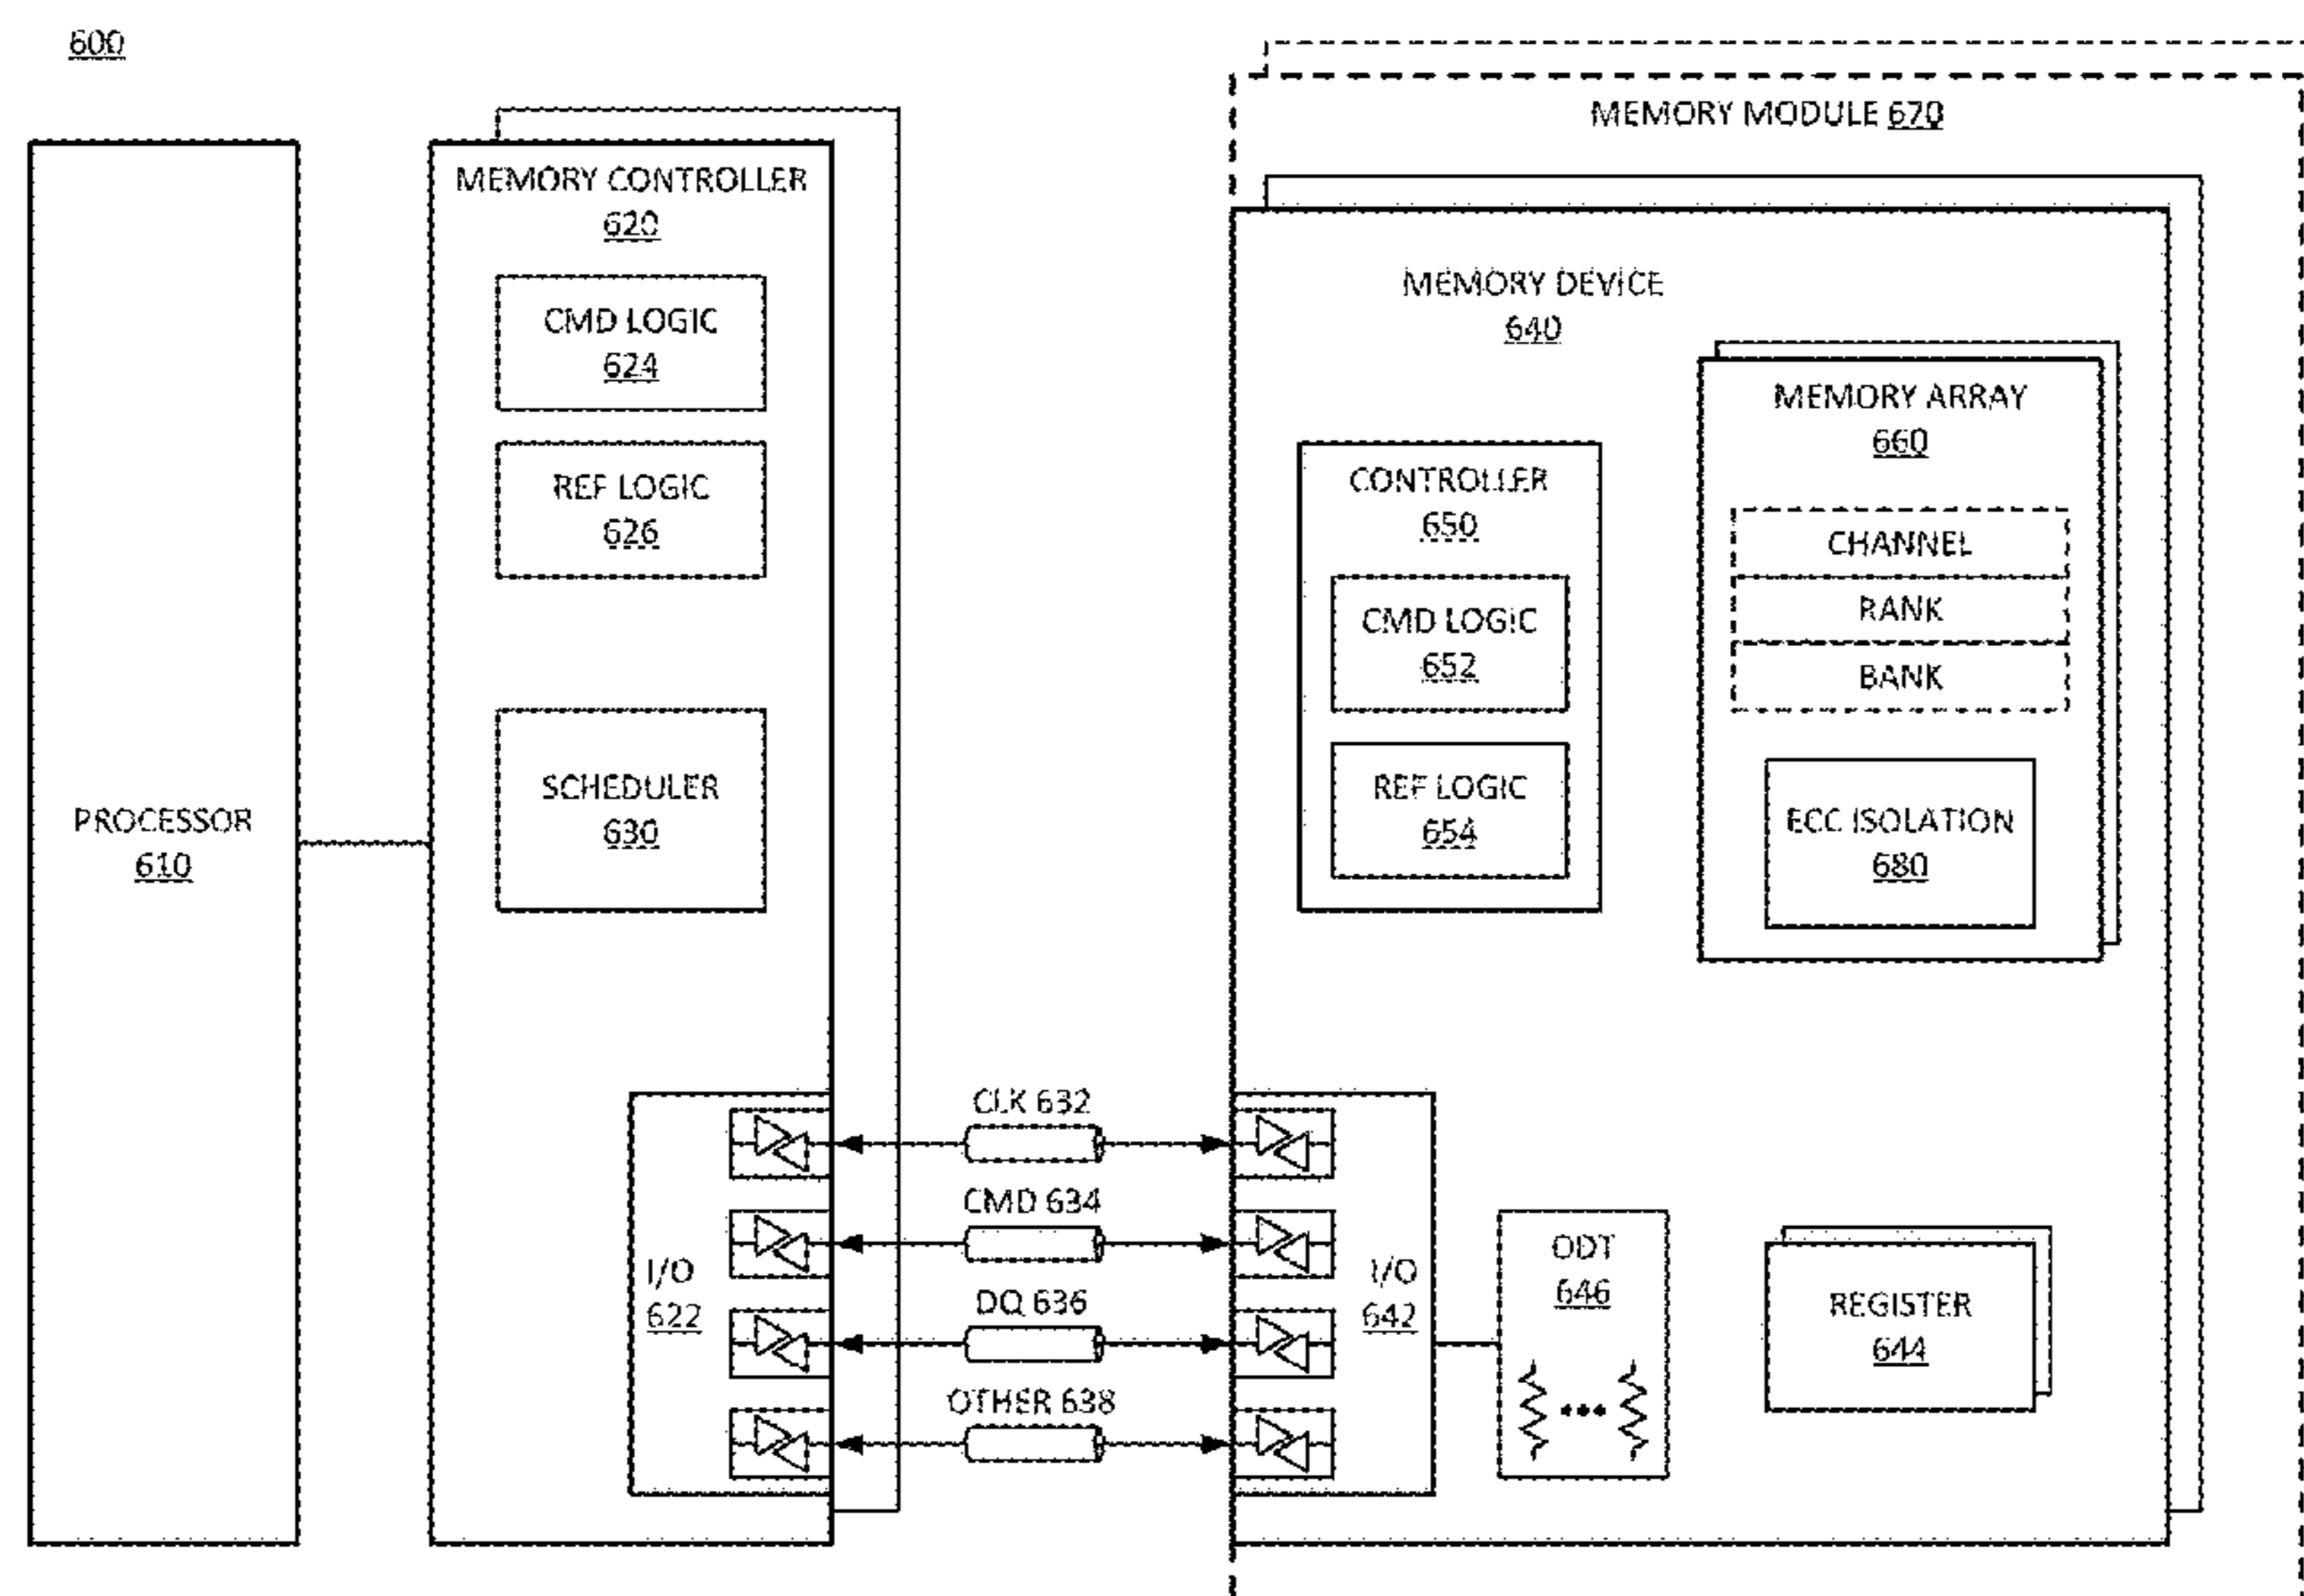 600
MEMORY MODULE 670
MEMORY CONTROLLER
620
CMD LOGIC
624
REF LOGIC
626
SCHEDULER
630
PROCESSOR
610
I/O
622
CLK 632
CMD 634
DQ 636
OTHER 638
MEMORY DEVICE
640
CONTROLLER
650
CMD LOGIC
652
REF LOGIC
654
MEMORY ARRAY
660
CHANNEL
RANK
BANK
ECC ISOLATION
680
I/O
642
ODT
646
REGISTER
644